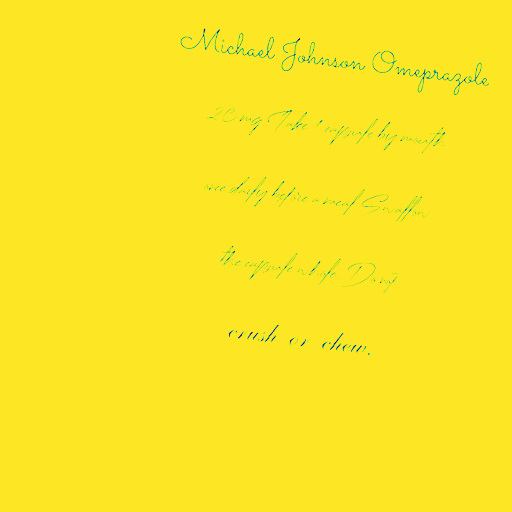 Michael Johnson Omeprazole
20 mg Take 1 capsule by mouth
once daily before a meal Swallow
the capsule whole. Do not
crush or chew.